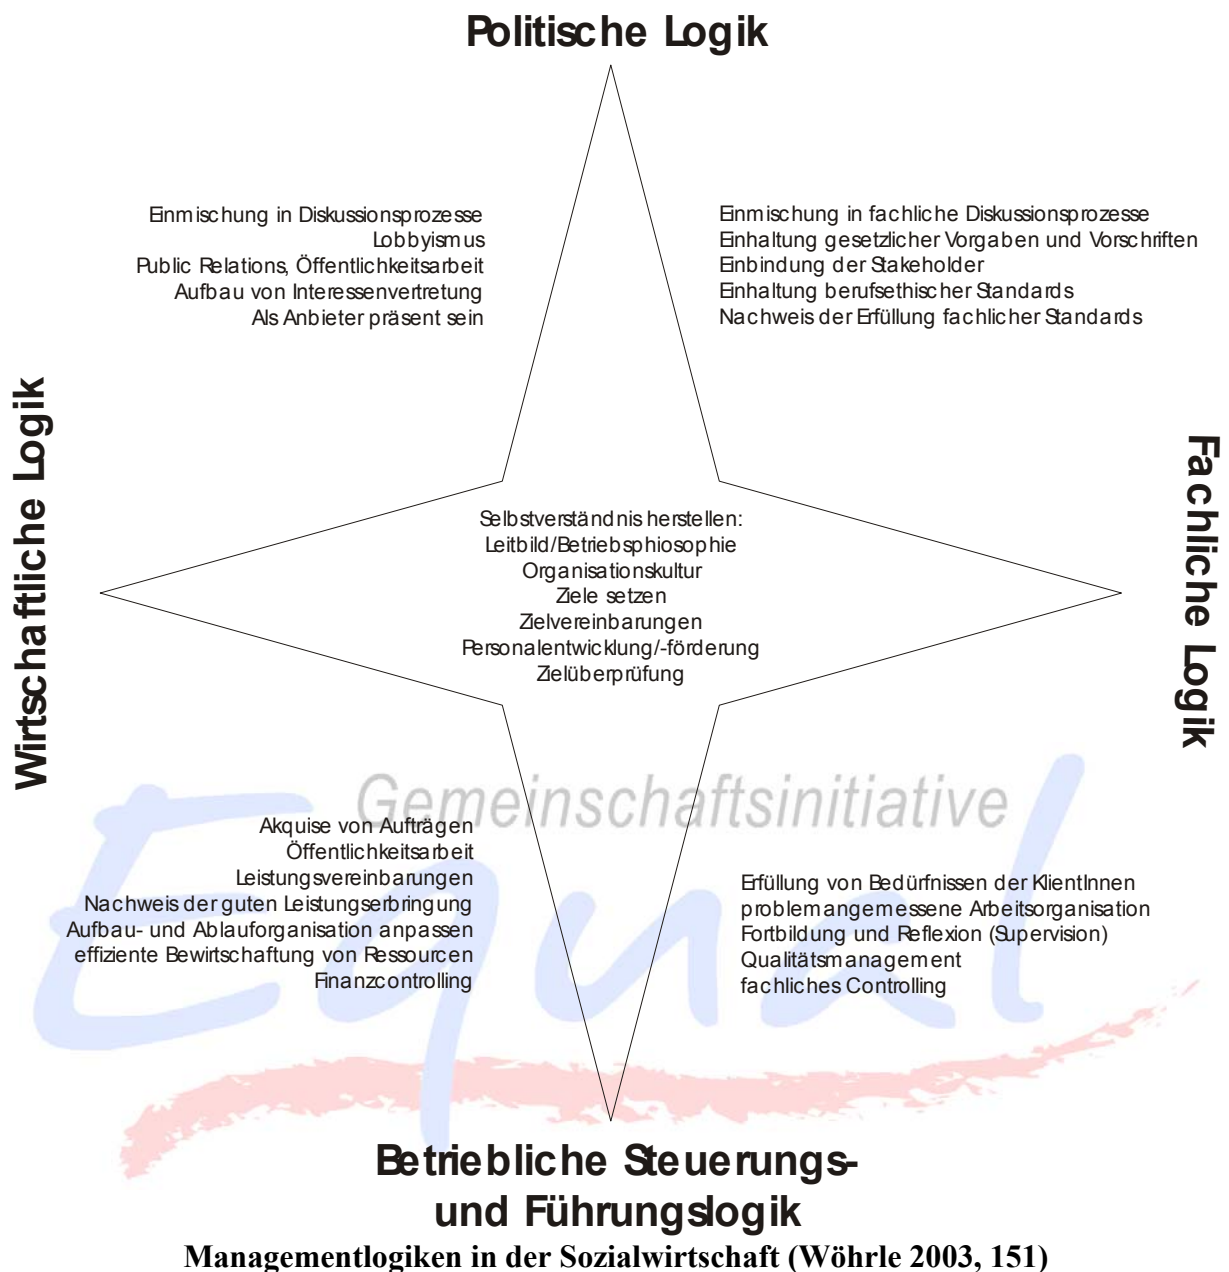 Politische Logik
Einmischung in Diskussionsprozesse
Lobbyismus
Public Relations, Öffentlichkeitsarbeit
Aufbau von Interessenvertretung
Als Anbieter präsent sein
Einmischung in fachliche Diskussionsprozesse
Einhaltung gesetzlicher Vorgaben und Vorschriften
Einbindung der Stakeholder
Einhaltung berufsethischer Standards
Nachweis der Erfüllung fachlicher Standards
Wirtschaftliche Logik
Fachliche Logik
Selbstverständnis herstellen:
Leitbild/Betriebsphiosophie
Organisationskultur
Ziele setzen
Zielvereinbarungen
Personalentwicklung/-förderung
Zielüberprüfung
Gemeinschaftsinitiative
Equal
Akquise von Aufträgen
Öffentlichkeitsarbeit
Leistungsvereinbarungen
Nachweis der guten Leistungserbringung
Aufbau- und Ablauforganisation anpassen
effiziente Bewirtschaftung von Ressourcen
Finanzcontrolling
Erfüllung von Bedürfnissen der KlientInnen
problemangemessene Arbeitsorganisation
Fortbildung und Reflexion (Supervision)
Qualitätsmanagement
fachliches Controlling
Betriebliche Steuerungs-
und Führungslogik
Managementlogiken in der Sozialwirtschaft (Wöhrle 2003, 151)